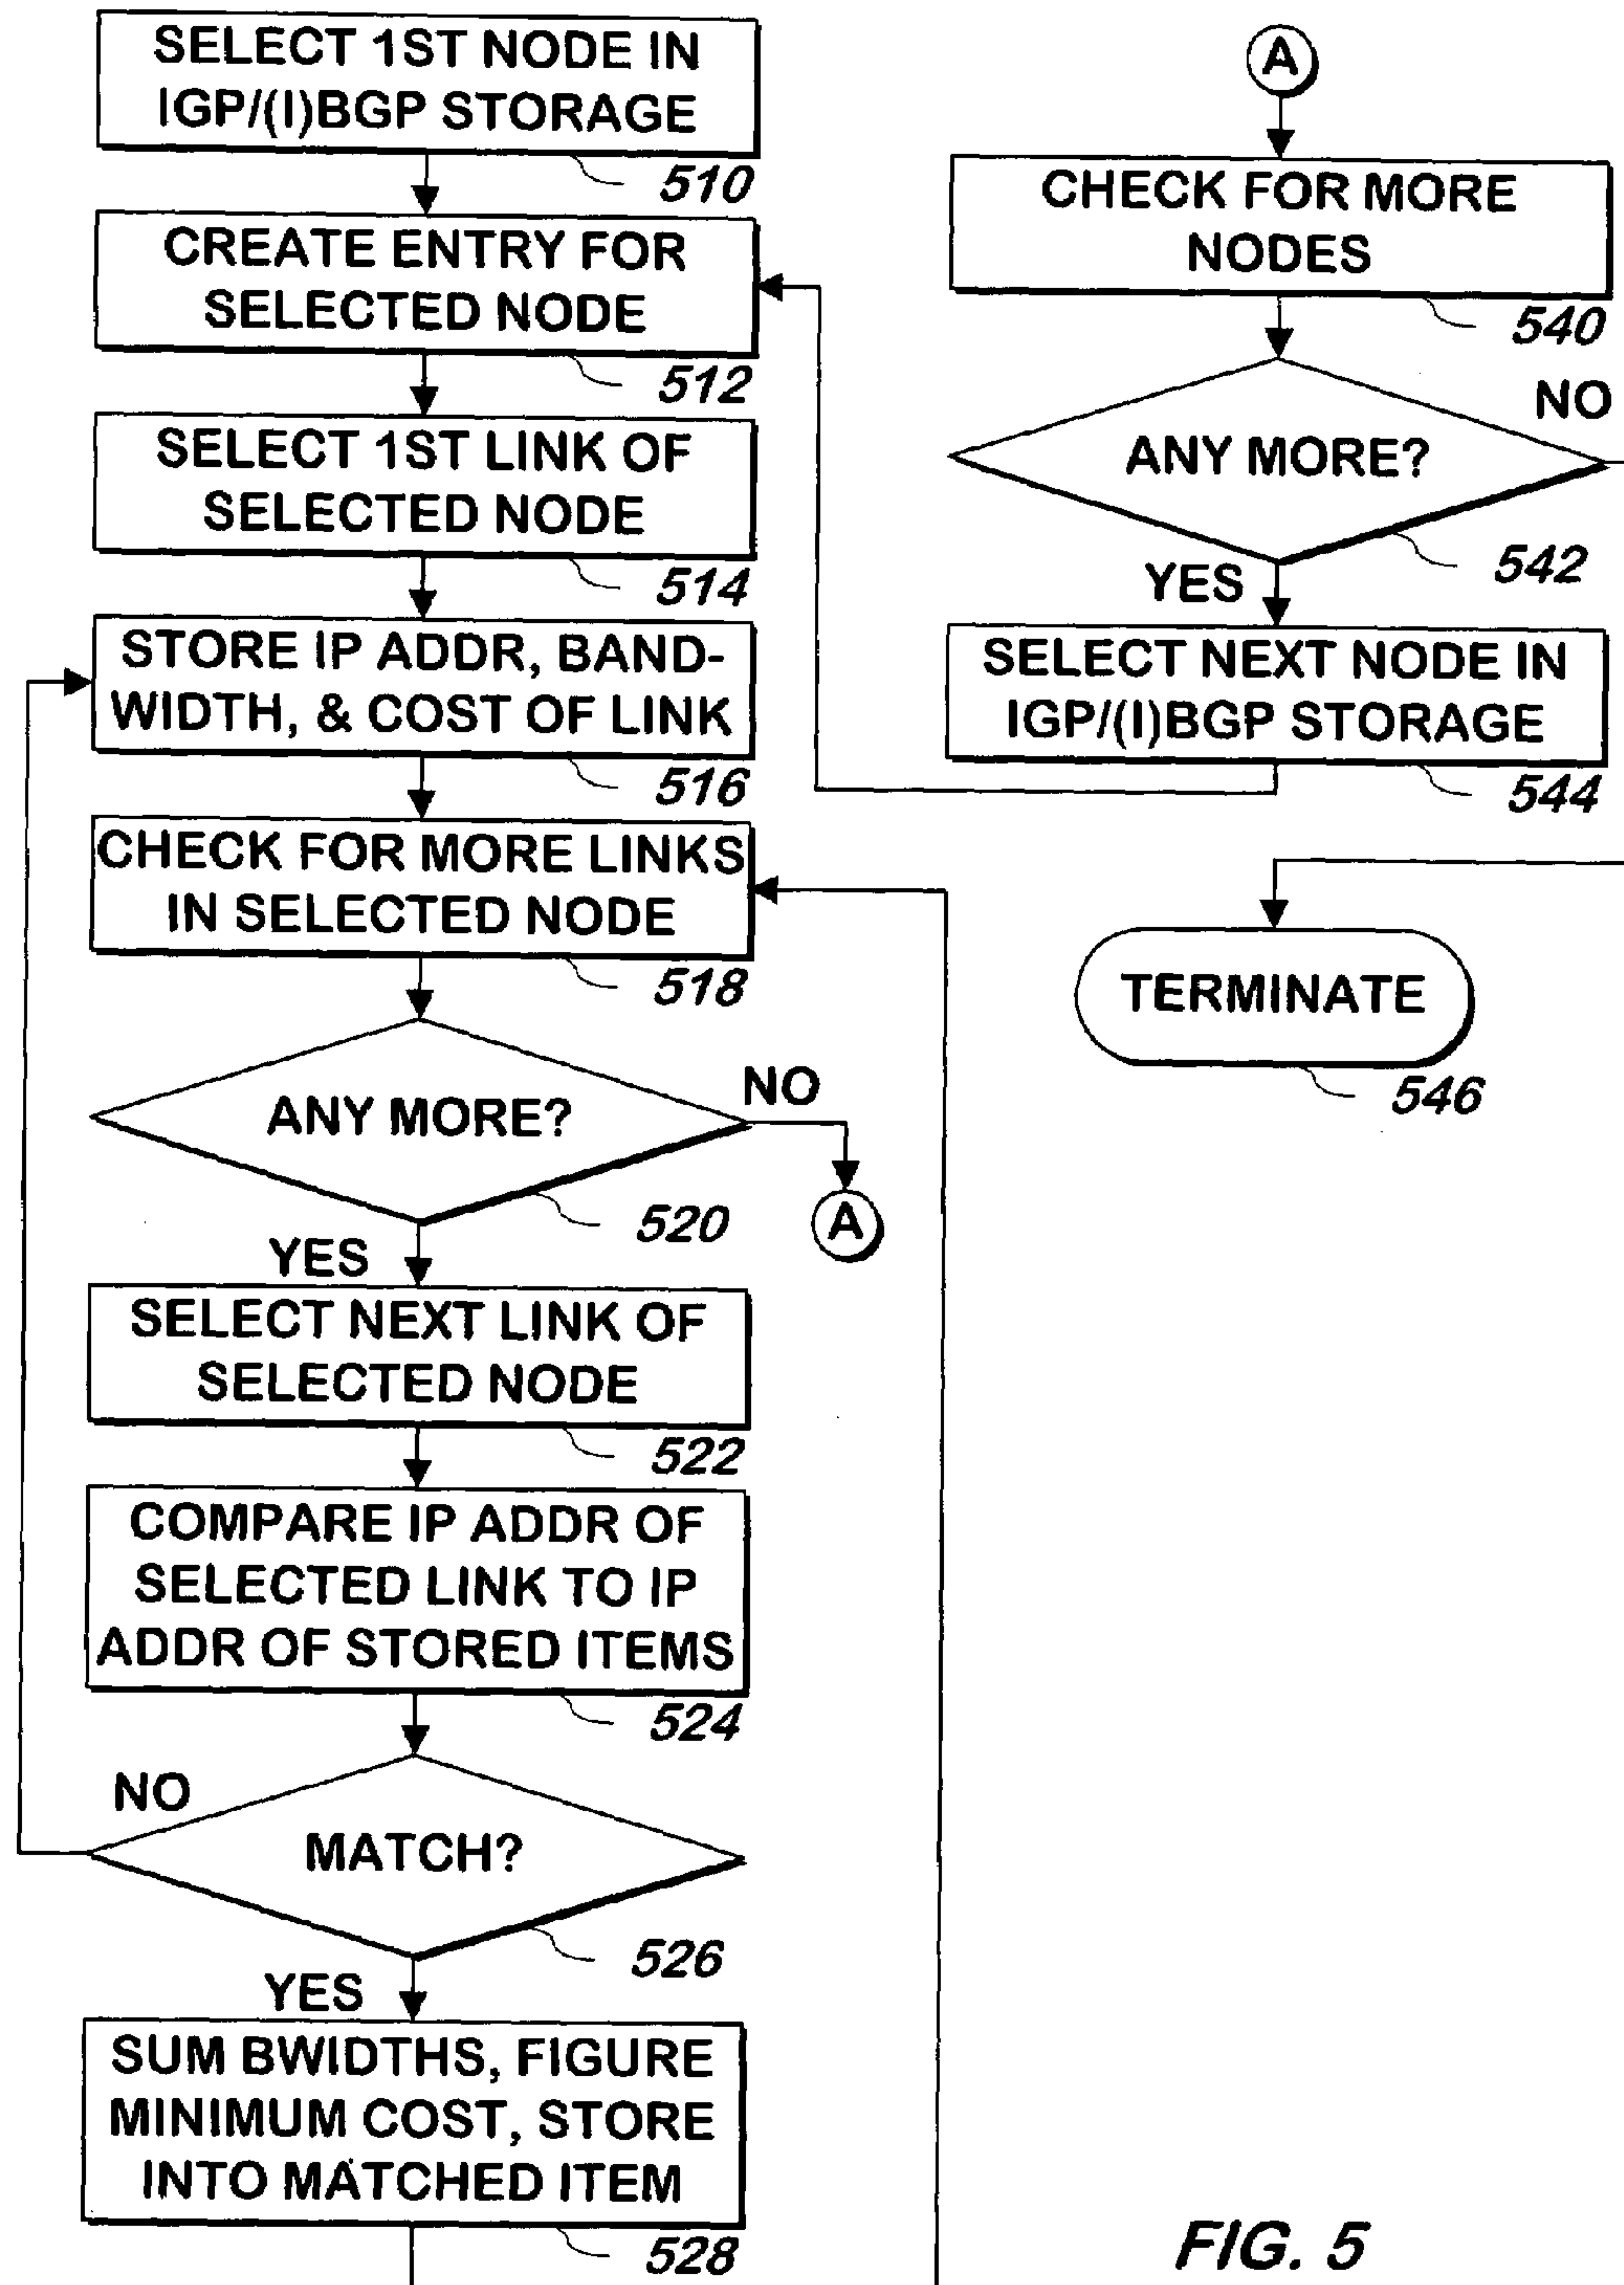 SELECT 1ST NODE IN
IGP/(I)BGP STORAGE
510
CREATE ENTRY FOR
SELECTED NODE
512
SELECT 1ST LINK OF
SELECTED NODE
514
STORE IP ADDR, BAND-
WIDTH, & COST OF LINK
516
CHECK FOR MORE LINKS
IN SELECTED NODE
518
ANY MORE?
NO
A
520
YES
SELECT NEXT LINK OF
SELECTED NODE
522
COMPARE IP ADDR OF
SELECTED LINK TO IP
ADDR OF STORED ITEMS
524
NO
MATCH?
526
YES
SUM BWIDTHS, FIGURE
MINIMUM COST, STORE
INTO MATCHED ITEM
528
A
CHECK FOR MORE
NODES
540
NO
ANY MORE?
542
YES
SELECT NEXT NODE IN
IGP/(I)BGP STORAGE
544
TERMINATE
546
FIG. 5